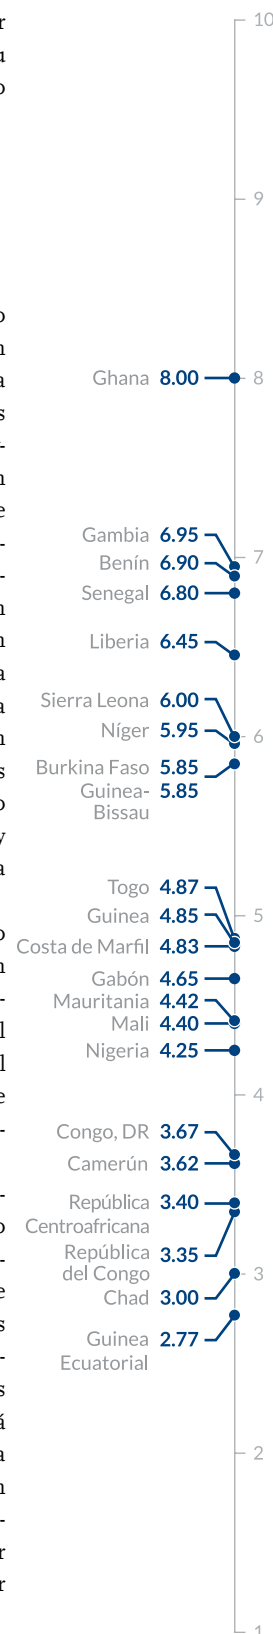 10
9
Ghana 8.00
8
Gambia 6.95
7
Benín 6.90
Senegal 6.80
Liberia 6.45
Sierra Leona 6.00
Níger 5.95
6
Burkina Faso 5.85
Guinea- 5.85
Bissau
Togo 4.87
Guinea 4.85
5
Costa de Marfil 4.83
Gabón 4.65
Mauritania 4.42
Mali 4.40
Nigeria 4.25
4
Congo, DR 3.67
Camerún 3.62
República 3.40
Centroafricana
República 3.35
del Congo
3
Chad 3.00
Guinea 2.77
Ecuatorial
2
1